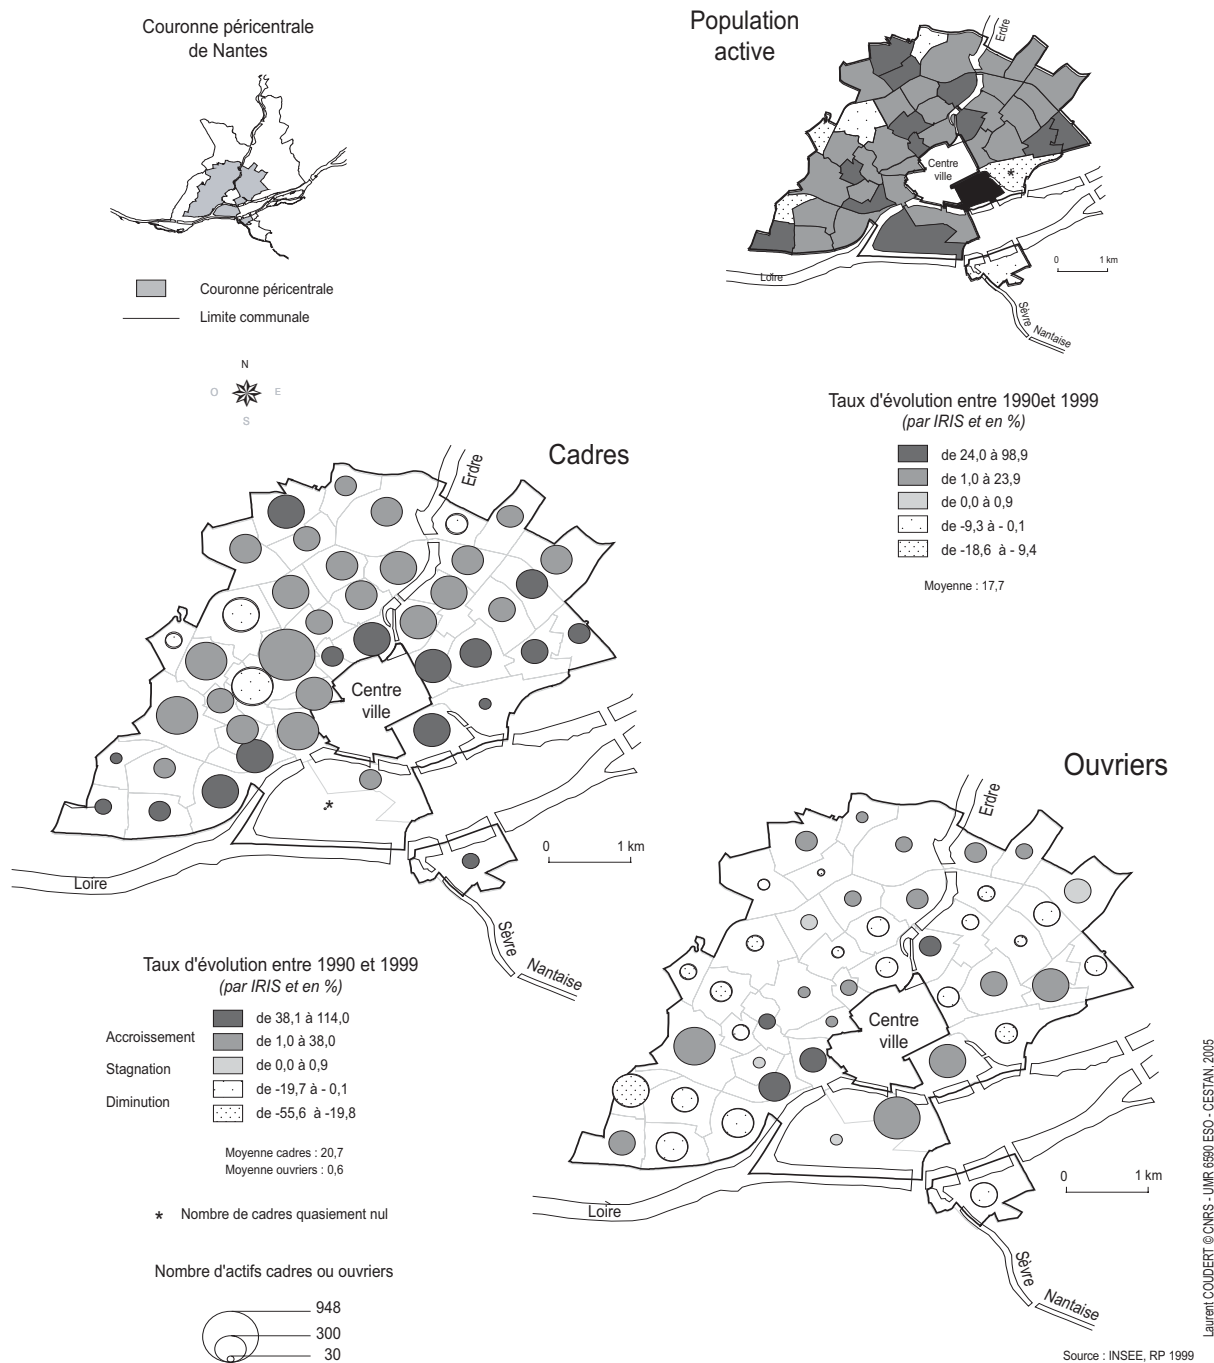 Couronne péricentrale
de Nantes
Couronne péricentrale
Limite communale
N
O
E
S
Population
active
Erdre
Centre
ville
*
Loire
0 1 km
Sèvre
Nantaise
Taux d'évolution entre 1990et 1999
(par IRIS et en %)
de 24,0 à 98,9
de 1,0 à 23,9
de 0,0 à 0,9
de -9,3 à - 0,1
de -18,6 à - 9,4
Moyenne : 17,7
Cadres
Erdre
Centre
ville
*
0 1 km
Loire
Sèvre
Nantaise
Taux d'évolution entre 1990 et 1999
(par IRIS et en %)
Accroissement
Stagnation
Diminution
de 38,1 à 114,0
de 1,0 à 38,0
de 0,0 à 0,9
de -19,7 à - 0,1
de -55,6 à -19,8
Moyenne cadres : 20,7
Moyenne ouvriers : 0,6
* Nombre de cadres quasiement nul
Nombre d'actifs cadres ou ouvriers
948
300
30
Ouvriers
Erdre
Centre
ville
0 1 km
Loire
Sèvre
Nantaise
Laurent COUDERT © CNRS - UMR 6590 ESO - CESTAN. 2005
Source : INSEE, RP 1999